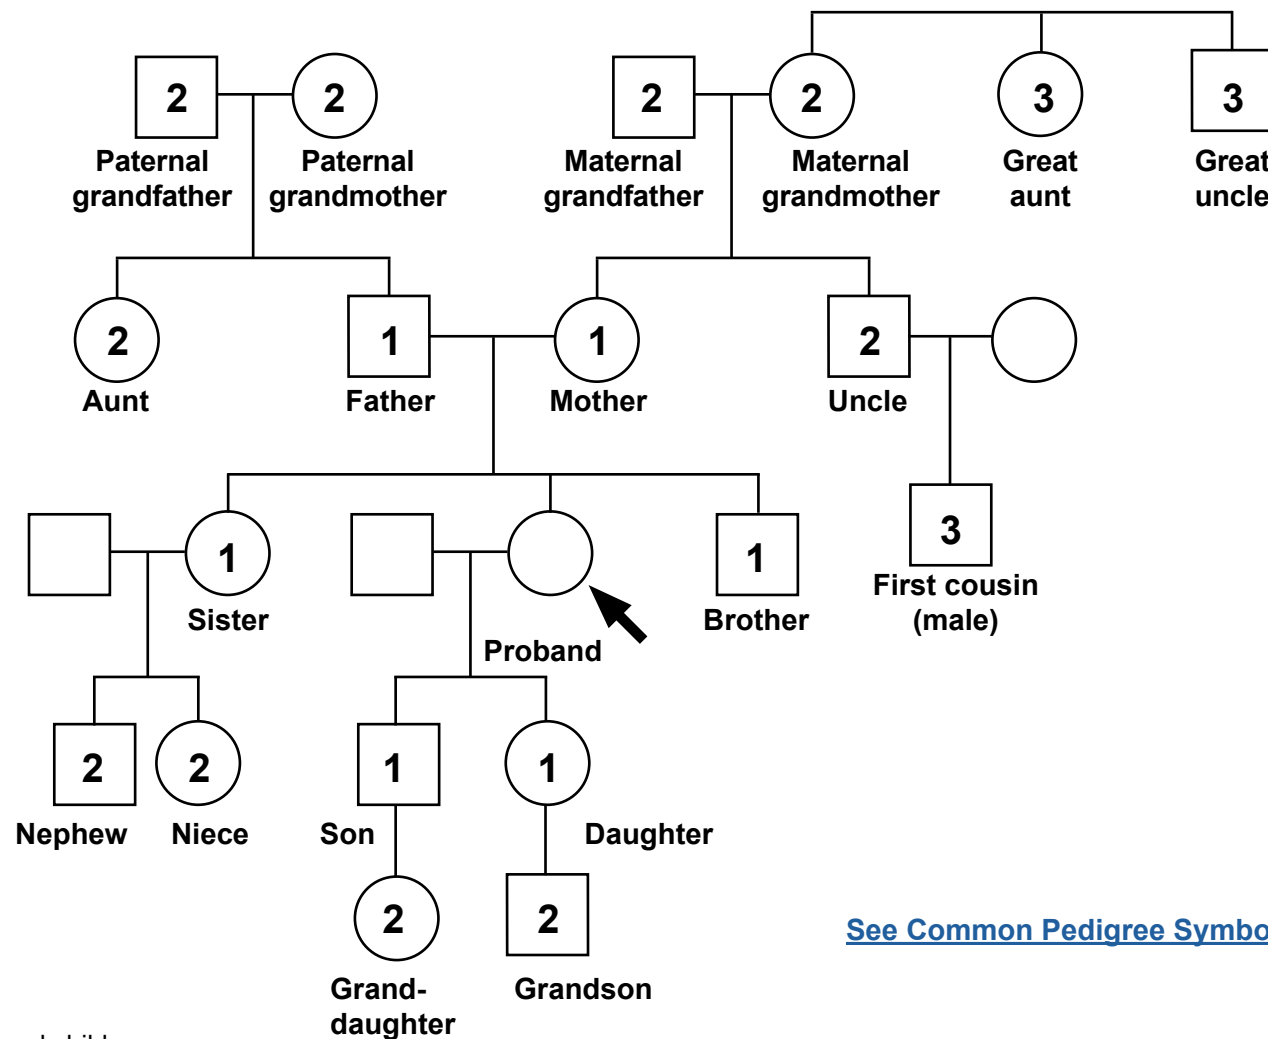 2 2 2 2 3 3
Paternal Paternal Maternal Maternal Great Great
grandfather grandmother grandfather grandmother aunt uncle
2 1 1 2
Aunt Father Mother Uncle
1 1 3
Sister Brother First cousin
(male)
Proband
2 2 1 1
Nephew Niece Son Daughter
2 2
See Common Pedigree Symbo
Grand- Grandson
daughter